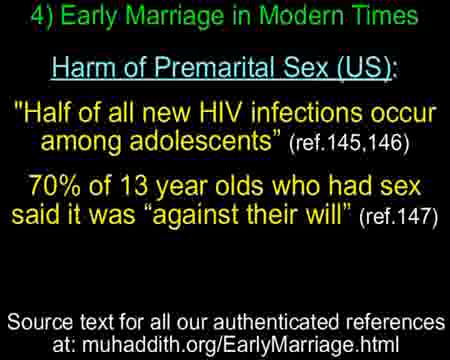 4) Early Marriage in Modern Times
Harm of Premarital Sex (US):
"Half of all new HIV infections occur
among adolescents” (ref.145,146)
70% of 13 year olds who had sex
said it was “against their will” (ref.147)
Source text for all our authenticated references
at: muhaddith.org/EarlyMarriage.html